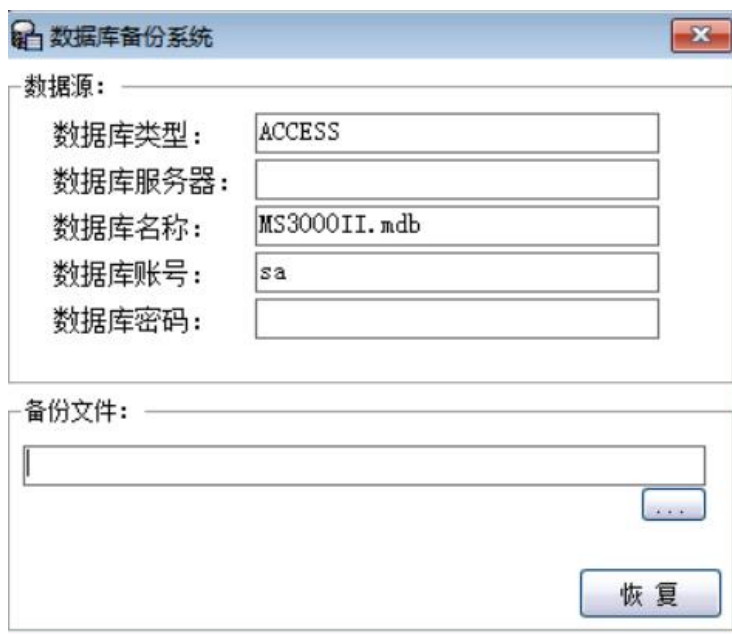 数据库备份系统
数据源：
数据库类型： ACCESS
数据库服务器：
数据库名称： MS3000II.mdb
数据库账号： sa
数据库密码：
备份文件：
...
恢 复